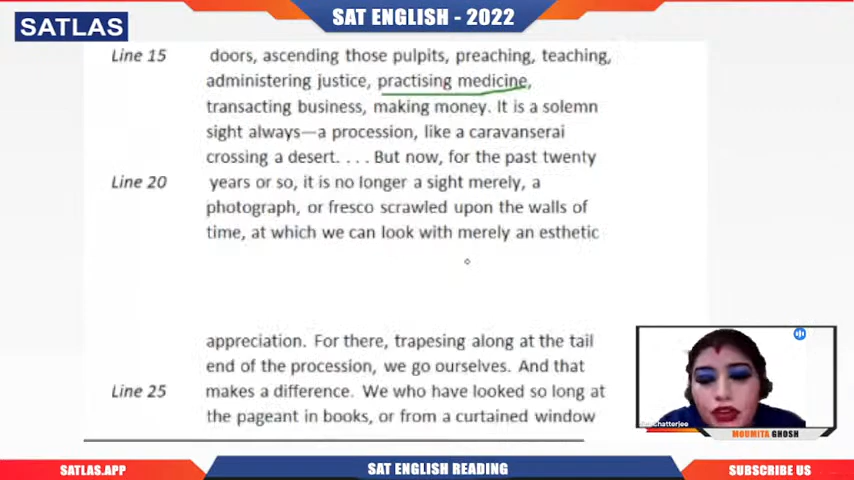 SATLAS
SAT ENGLISH - 2022
Line 15 doors, ascending those pulpits, preaching, teaching,
administering justice, practising medicine,
transacting business, making money. It is a solemn
sight always—a procession, like a caravanserai
crossing a desert. . . . But now, for the past twenty
Line 20 years or so, it is no longer a sight merely, a
photograph, or fresco scrawled upon the walls of
time, at which we can look with merely an esthetic
appreciation. For there, trapesing along at the tail
end of the procession, we go ourselves. And that
Line 25 makes a difference. We who have looked so long at
the pageant in books, or from a curtained window
Chatterjee
MOUMITA GHOSH
SATLAS.APP
SAT ENGLISH READING
SUBSCRIBE US